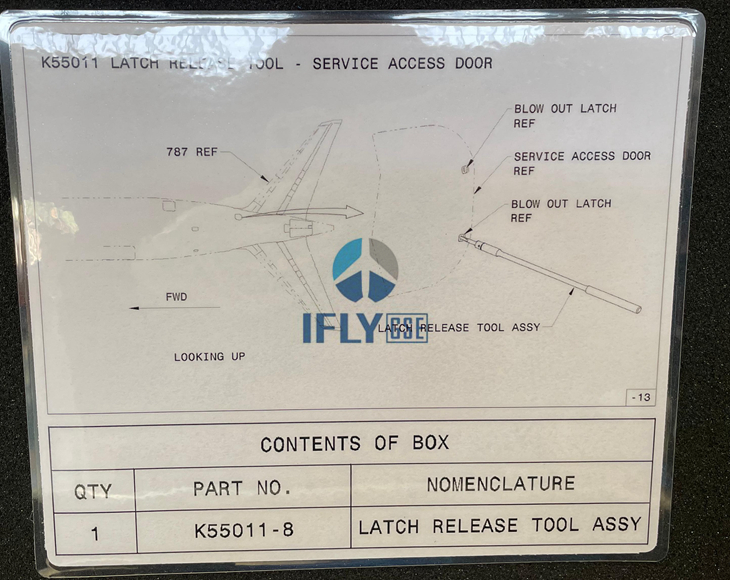 K55011 LATCH RELEASE TOOL - SERVICE ACCESS DOOR
BLOW OUT LATCH
REF
787 REF
SERVICE ACCESS DOOR
REF
BLOW OUT LATCH
REF
FWD
IFLY GSE
LATCH RELEASE TOOL ASSY
LOOKING UP
-13
CONTENTS OF BOX
QTY PART NO. NOMENCLATURE
1 K55011-8 LATCH RELEASE TOOL ASSY